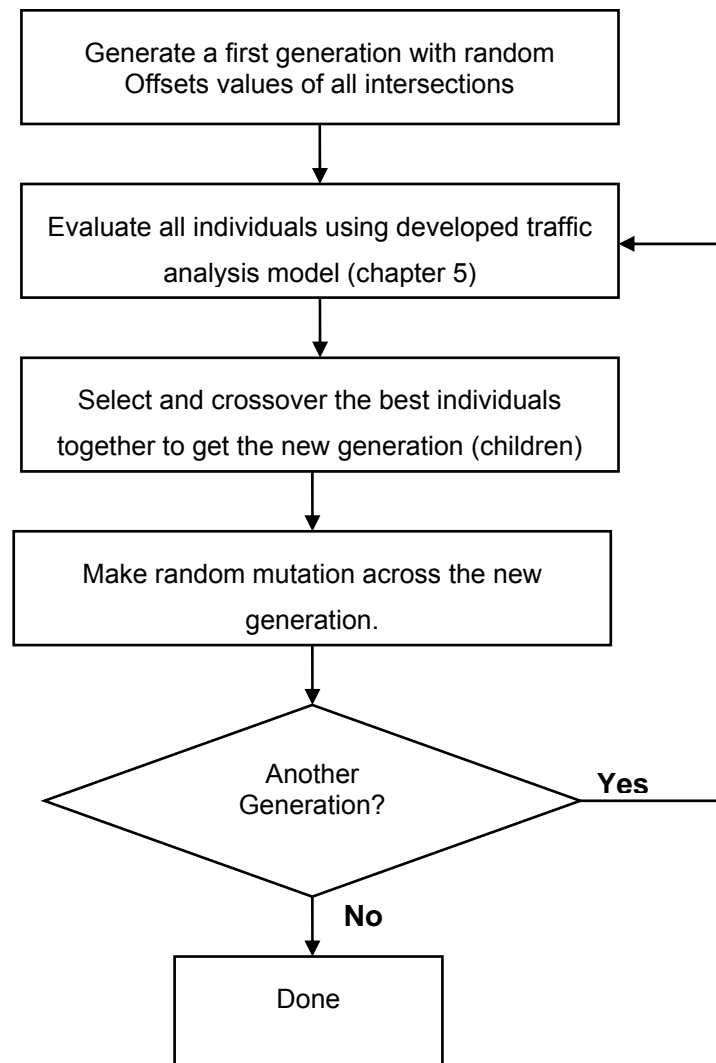 Generate a first generation with random
Offsets values of all intersections
Evaluate all individuals using developed traffic
analysis model (chapter 5)
Select and crossover the best individuals
together to get the new generation (children)
Make random mutation across the new
generation.
Another
Generation?
Yes
No
Done